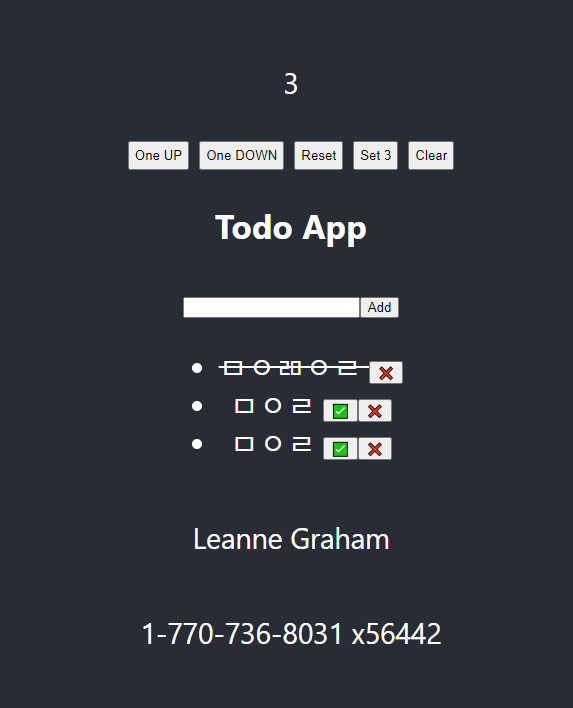 3
One UP One DOWN Reset Set 3 Clear
Todo App
Add
ㅁㅇㄹㅁㅇㄹ
ㅁㅇㄹ
ㅁㅇㄹ
Leanne Graham
1-770-736-8031 x56442